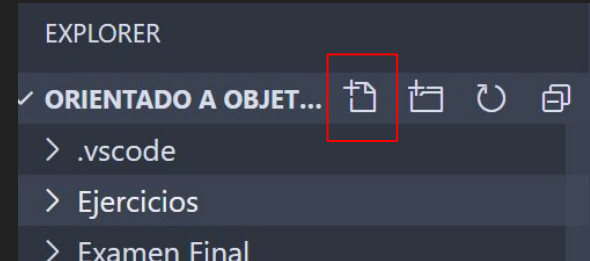 EXPLORER
ORIENTADO A OBJET...
.vscode
Ejercicios
Examen Final